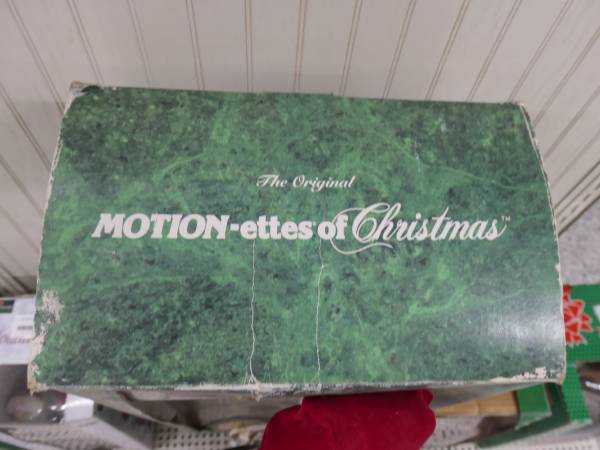 The Original
MOTION-ettes of Christmas™